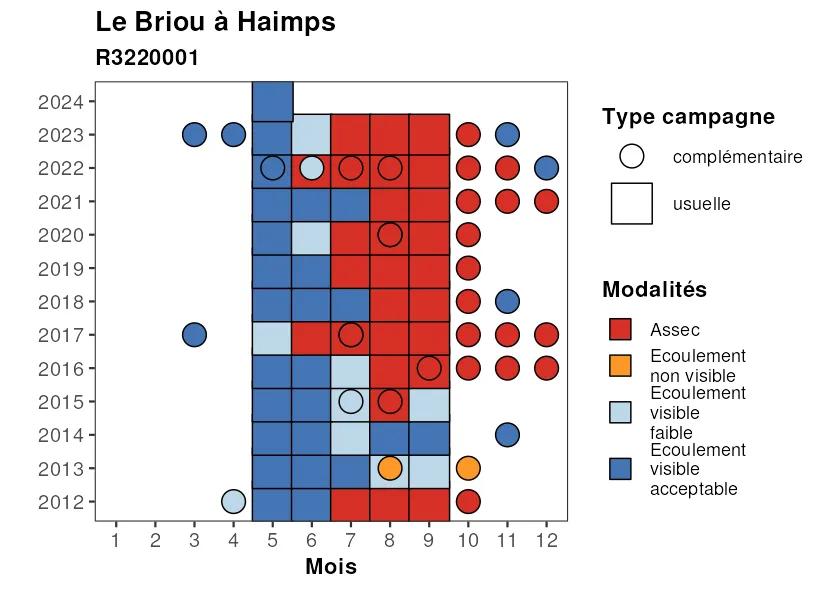 Le Briou à Haimps
R3220001
2024
2023
2022
2021
2020
2019
2018
2017
2016
2015
2014
2013
2012
1 2 3 4 5 6 7 8 9 10 11 12
Mois
Type campagne
complémentaire
usuelle
Modalités
Assec
Ecoulement
non visible
Ecoulement
visible
faible
Ecoulement
visible
acceptable